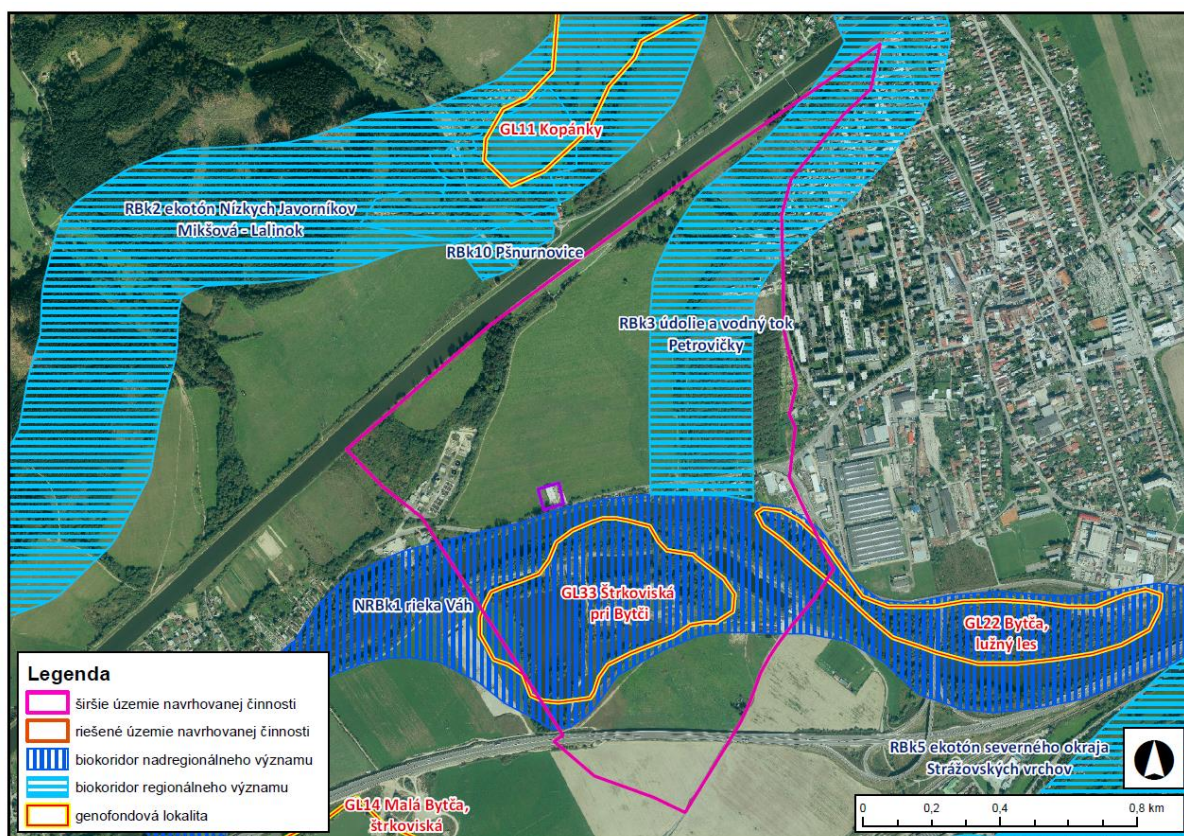 GL11 Kopánky
RBk2 ekotón Nízkych Javorníkov
Mikšová - Lalinok
RBk10 Pšnurnovice
RBk3 údolie a vodný tok
Petrovičky
NRBk1 rieka Váh
GL33 Štrkoviská
pri Bytči
GL22 Bytča,
lužný les
RBk5 ekotón severného okraja
Strážovských vrchov
GL14 Malá Bytča,
štrkoviská
Legenda
širšie územie navrhovanej činnosti
riešené územie navrhovanej činnosti
biokoridor nadregionálneho významu
biokoridor regionálneho významu
genofondová lokalita
0 0,2 0,4 0,8 km